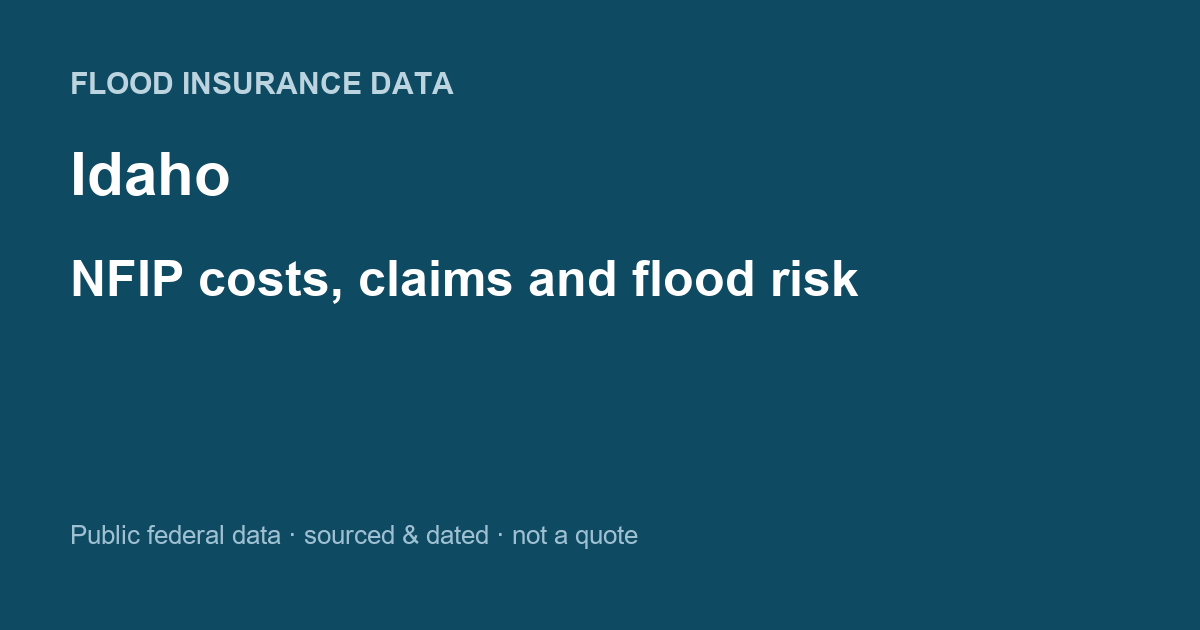 FLOOD INSURANCE DATA
Idaho
NFIP costs, claims and flood risk
Public federal data · sourced & dated · not a quote